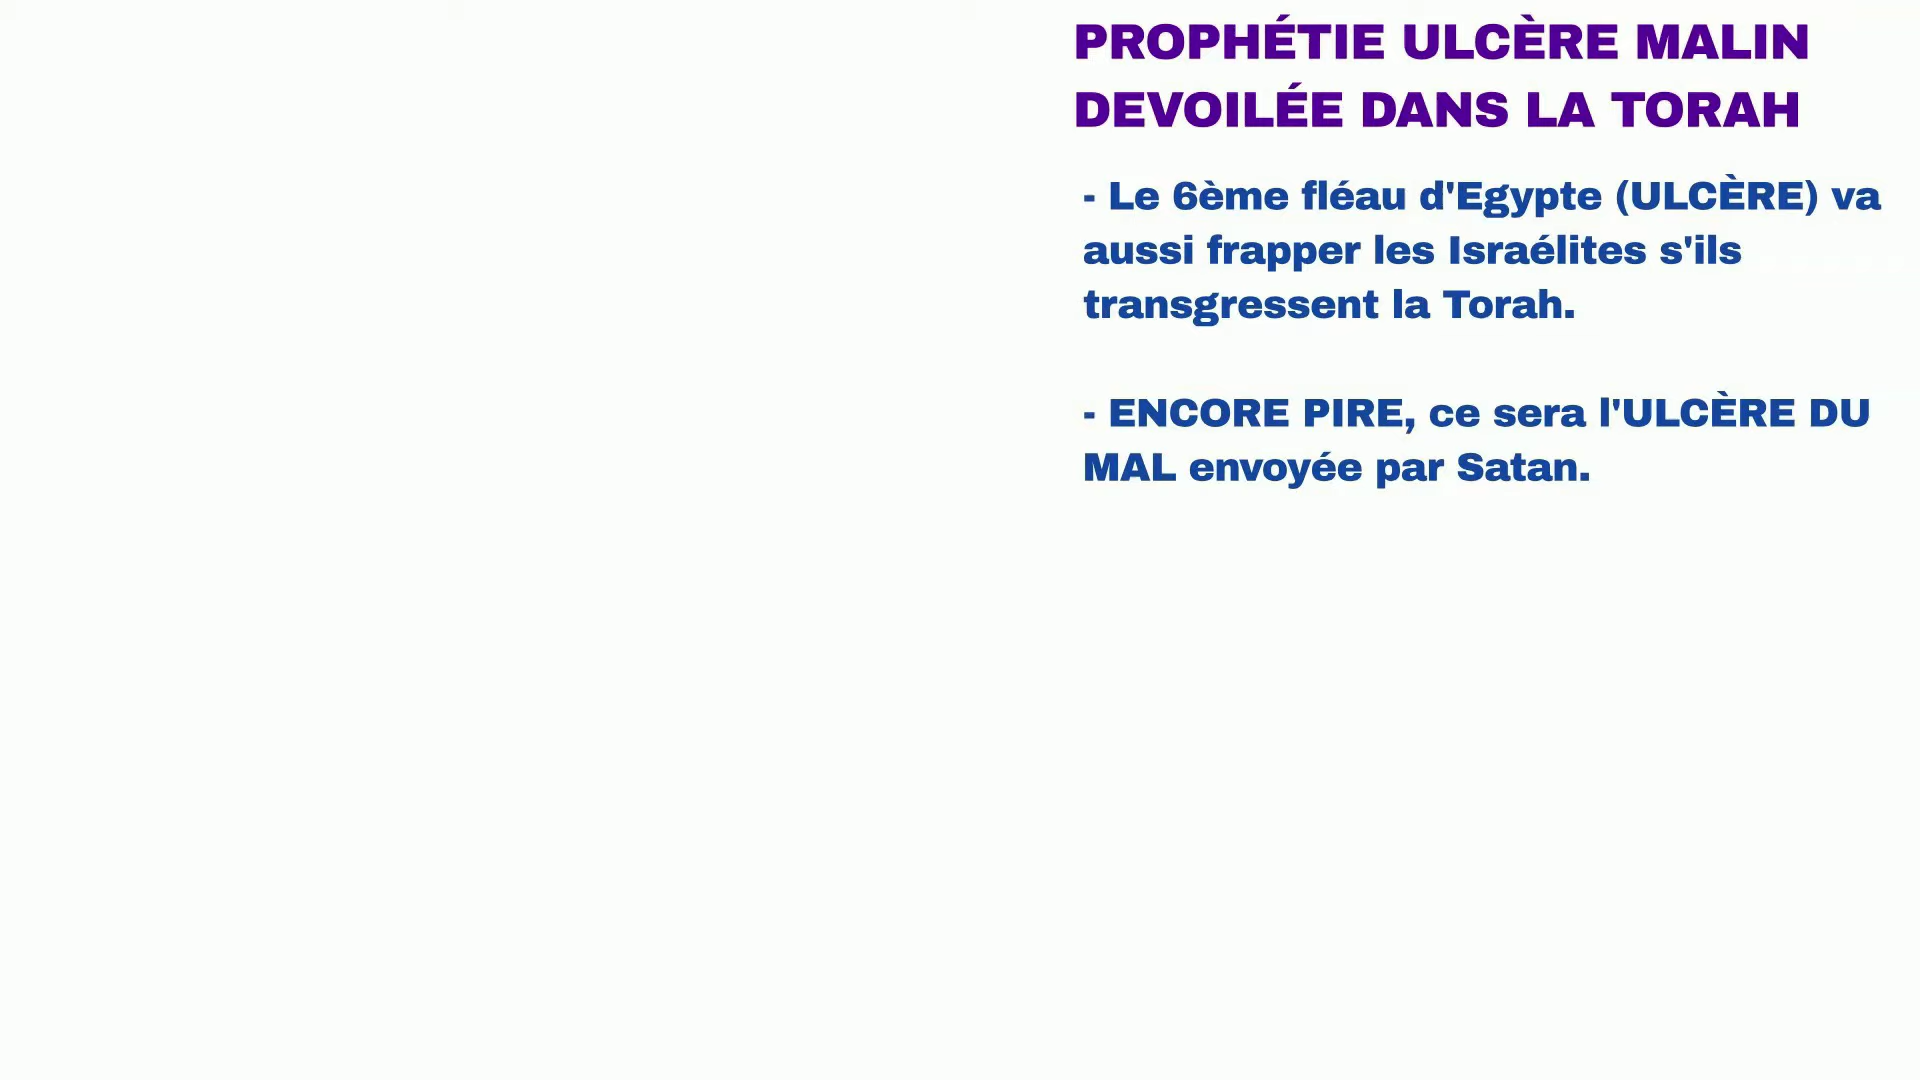 PROPHÉTIE ULCÈRE MALIN
DEVOILÉE DANS LA TORAH
- Le 6ème fléau d'Egypte (ULCÈRE) va
aussi frapper les Israélites s'ils
transgressent la Torah.
- ENCORE PIRE, ce sera l'ULCÈRE DU
MAL envoyée par Satan.